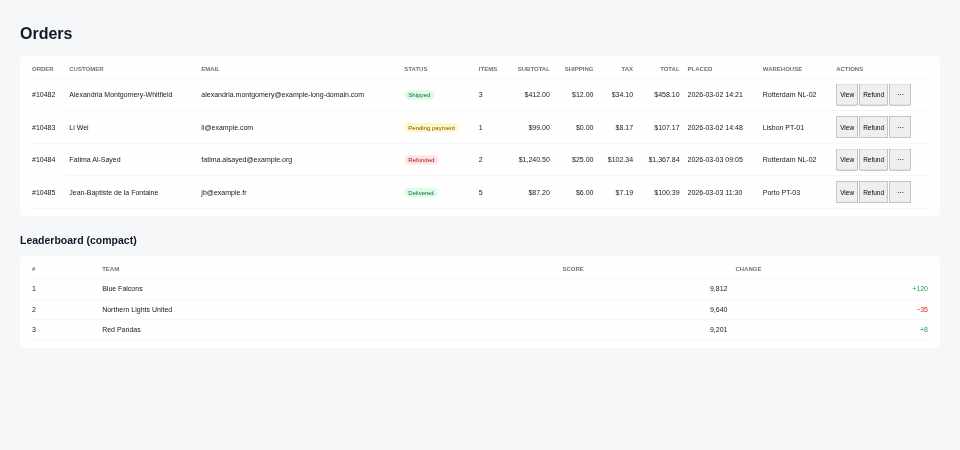 Orders
ORDER CUSTOMER EMAIL STATUS ITEMS SUBTOTAL SHIPPING TAX TOTAL PLACED WAREHOUSE ACTIONS
#10482 Alexandria Montgomery-Whitfield alexandria.montgomery@example-long-domain.com Shipped 3 $412.00 $12.00 $34.10 $458.10 2026-03-02 14:21 Rotterdam NL-02 View Refund ⋯
#10483 Li Wei li@example.com Pending payment 1 $99.00 $0.00 $8.17 $107.17 2026-03-02 14:48 Lisbon PT-01 View Refund ⋯
#10484 Fatima Al-Sayed fatima.alsayed@example.org Refunded 2 $1,240.50 $25.00 $102.34 $1,367.84 2026-03-03 09:05 Rotterdam NL-02 View Refund ⋯
#10485 Jean-Baptiste de la Fontaine jb@example.fr Delivered 5 $87.20 $6.00 $7.19 $100.39 2026-03-03 11:30 Porto PT-03 View Refund ⋯
Leaderboard (compact)
# TEAM SCORE CHANGE
1 Blue Falcons 9,812 +120
2 Northern Lights United 9,640 −35
3 Red Pandas 9,201 +8